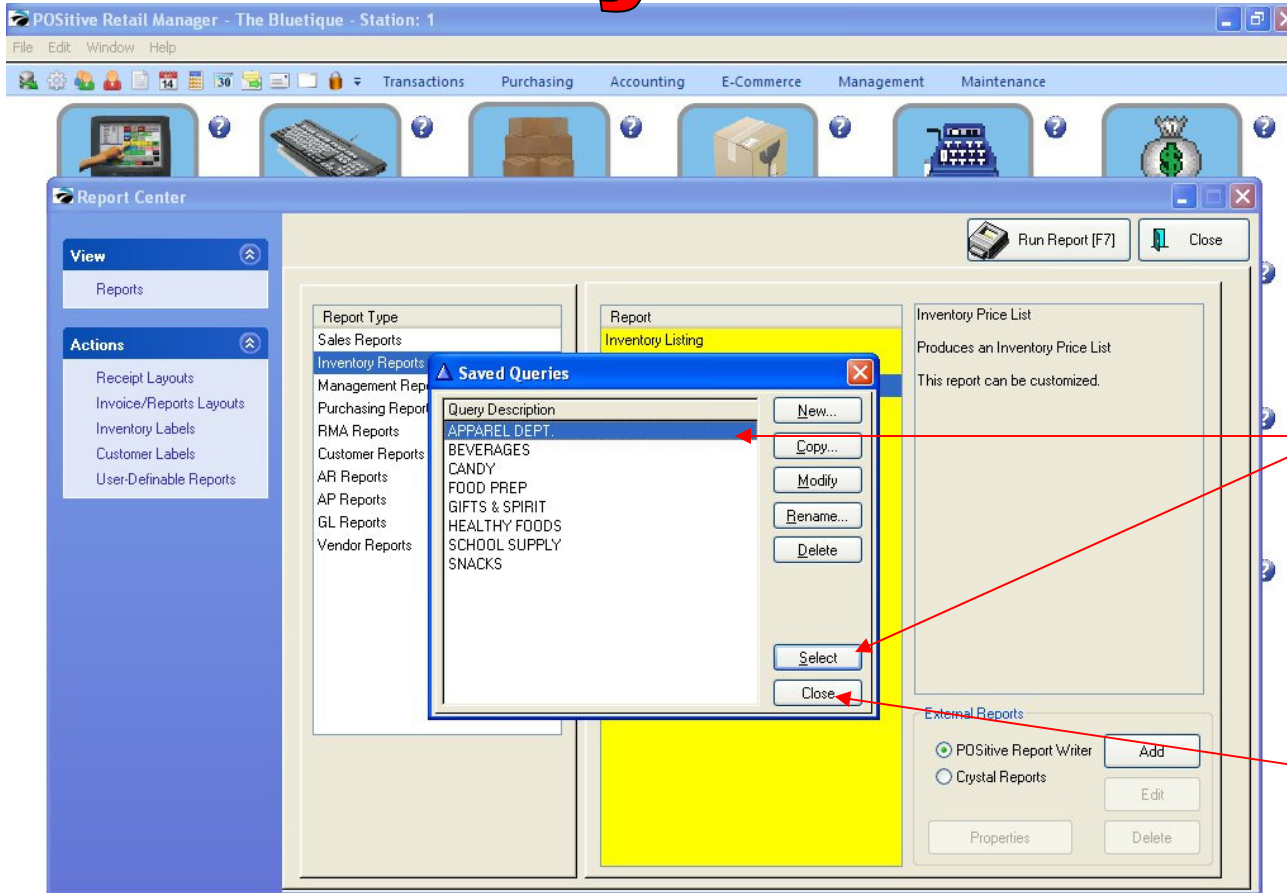 POSitive Retail Manager - The Bluetique - Station: 1
File Edit Window Help
14 30 Transactions Purchasing Accounting E-Commerce Management Maintenance
Report Center
Run Report [F7] Close
View
Reports
Actions
Receipt Layouts
Invoice/Reports Layouts
Inventory Labels
Customer Labels
User-Definable Reports
Report Type
Sales Reports
Inventory Reports
Management Rep
Purchasing Report
RMA Reports
Customer Reports
AR Reports
AP Reports
GL Reports
Vendor Reports
Report
Inventory Listing
Saved Queries
Query Description
APPAREL DEPT.
BEVERAGES
CANDY
FOOD PREP
GIFTS & SPIRIT
HEALTHY FOODS
SCHOOL SUPPLY
SNACKS
New...
Copy...
Modify
Rename...
Delete
Select
Close
Inventory Price List
Produces an Inventory Price List
This report can be customized.
External Reports
POSitive Report Writer
Crystal Reports
Add
Edit
Properties
Delete